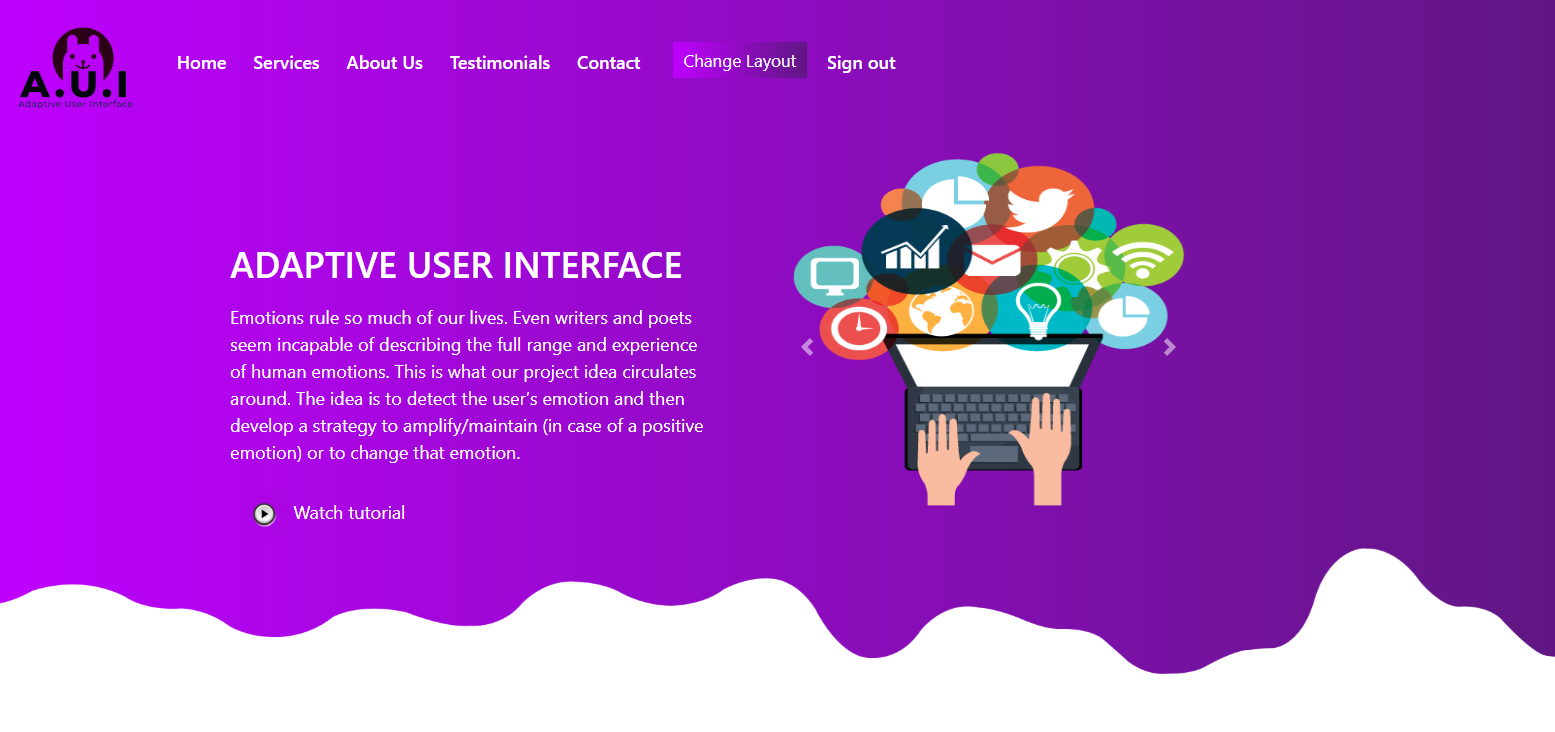 A.U.I
Adaptive User Interface
Home Services About Us Testimonials Contact Change Layout Sign out
ADAPTIVE USER INTERFACE
Emotions rule so much of our lives. Even writers and poets
seem incapable of describing the full range and experience
of human emotions. This is what our project idea circulates
around. The idea is to detect the user's emotion and then
develop a strategy to amplify/maintain (in case of a positive
emotion) or to change that emotion.
Watch tutorial